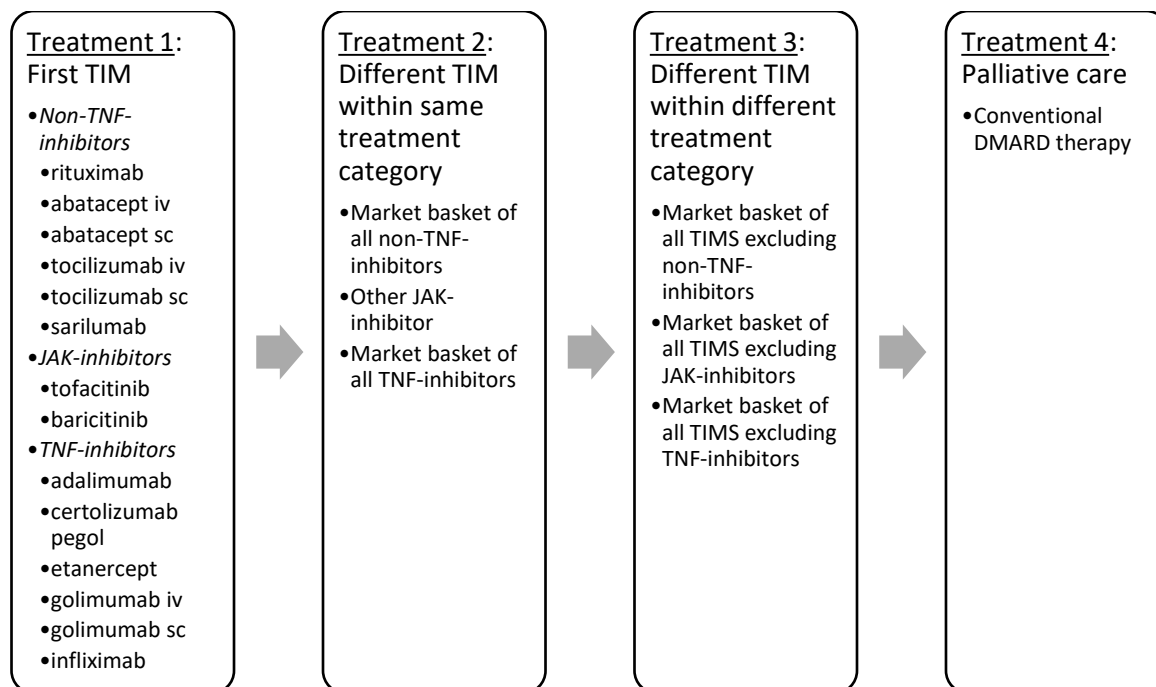 Treatment 1:
First TIM
•Non-TNF-
inhibitors
•rituximab
•abatacept iv
•abatacept sc
•tocilizumab iv
•tocilizumab sc
•sarilumab
•JAK-inhibitors
•tofacitinib
•baricitinib
•TNF-inhibitors
•adalimumab
•certolizumab
pegol
•etanercept
•golimumab iv
•golimumab sc
•infliximab
Treatment 2:
Different TIM
within same
treatment
category
•Market basket of
all non-TNF-
inhibitors
•Other JAK-
inhibitor
•Market basket of
all TNF-inhibitors
Treatment 3:
Different TIM
within different
treatment
category
•Market basket of
all TIMS excluding
non-TNF-
inhibitors
•Market basket of
all TIMS excluding
JAK-inhibitors
•Market basket of
all TIMS excluding
TNF-inhibitors
Treatment 4:
Palliative care
•Conventional
DMARD therapy